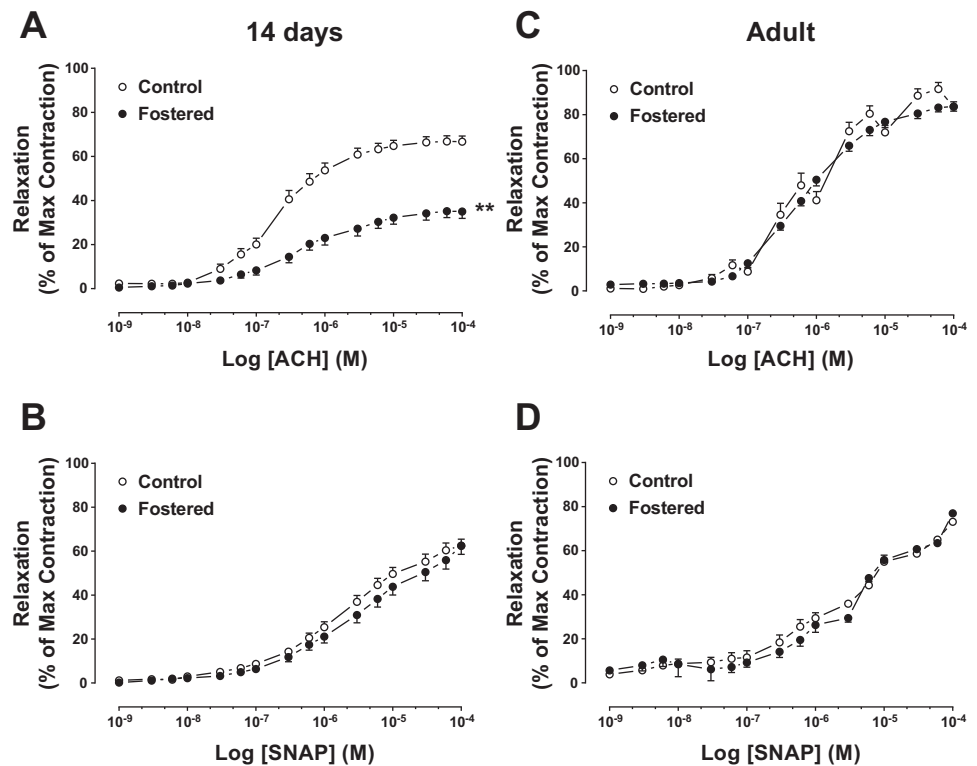 A
14 days
Relaxation
(% of Max Contraction)
100
80
60
40
20
0
Control
Fostered
**
10⁻⁹
10⁻⁸
10⁻⁷
10⁻⁶
10⁻⁵
10⁻⁴
Log [ACH] (M)
C
Adult
Relaxation
(% of Max Contraction)
100
80
60
40
20
0
Control
Fostered
10⁻⁹
10⁻⁸
10⁻⁷
10⁻⁶
10⁻⁵
10⁻⁴
Log [ACH] (M)
B
Relaxation
(% of Max Contraction)
100
80
60
40
20
0
Control
Fostered
10⁻⁹
10⁻⁸
10⁻⁷
10⁻⁶
10⁻⁵
10⁻⁴
Log [SNAP] (M)
D
Relaxation
(% of Max Contraction)
100
80
60
40
20
0
Control
Fostered
10⁻⁹
10⁻⁸
10⁻⁷
10⁻⁶
10⁻⁵
10⁻⁴
Log [SNAP] (M)